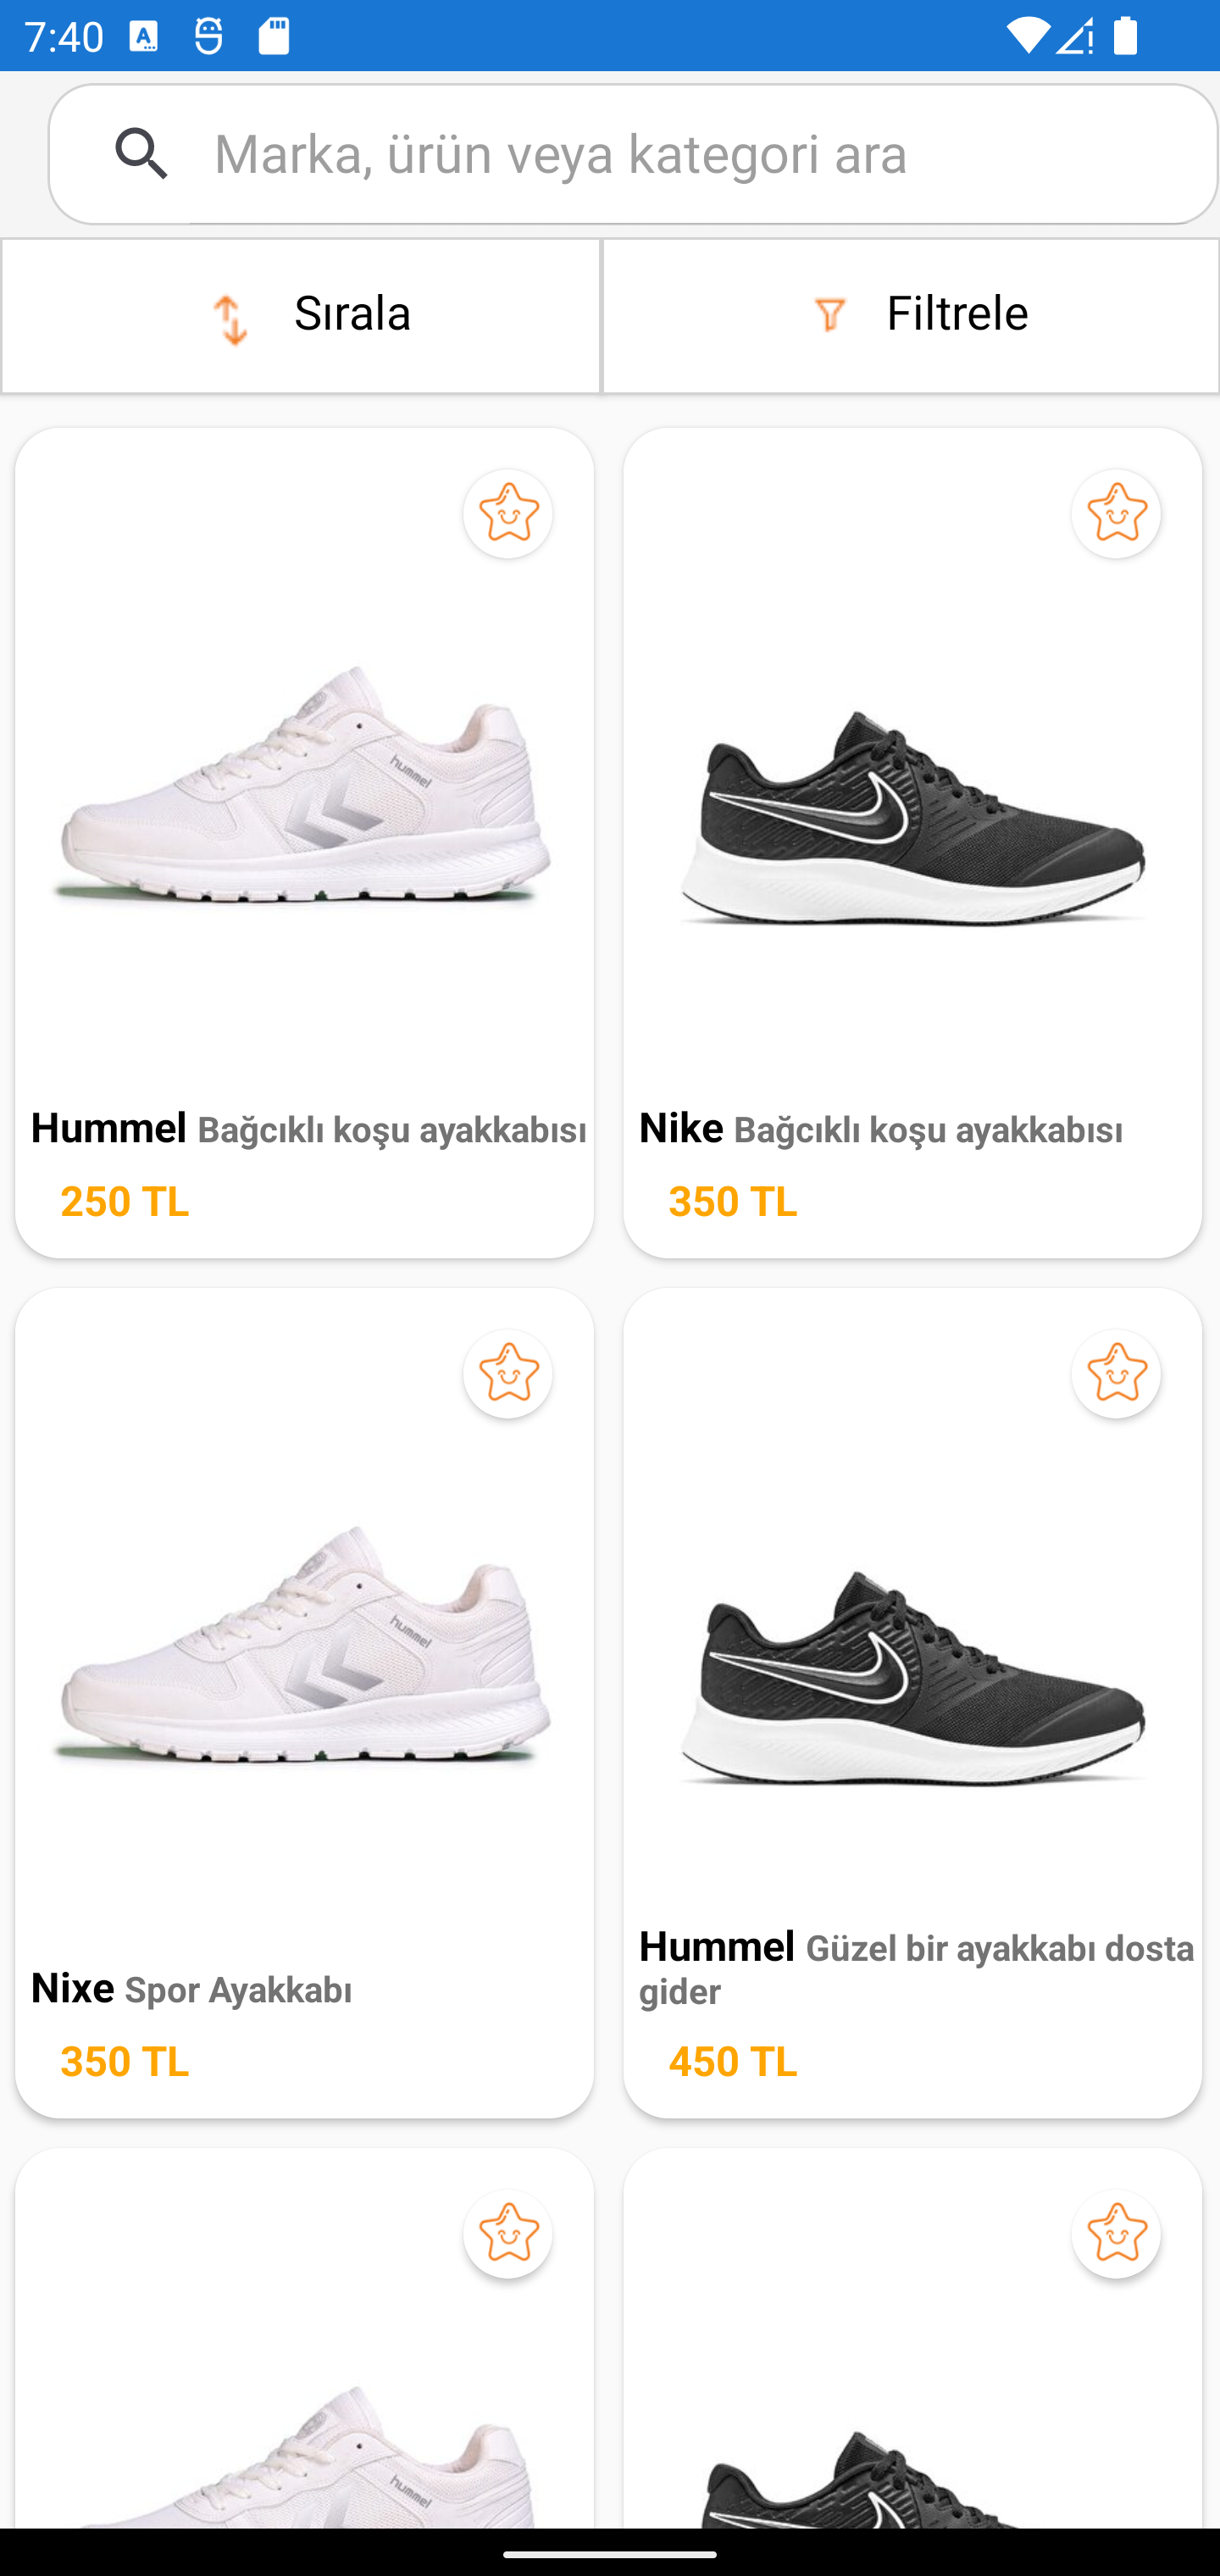 7:40
Marka, ürün veya kategori ara
Sırala
Filtrele
hummel
Hummel Bağcıklı koşu ayakkabısı
250 TL
Nike Bağcıklı koşu ayakkabısı
350 TL
hummel
Nixe Spor Ayakkabı
350 TL
Hummel Güzel bir ayakkabı dosta
gider
450 TL
hummel